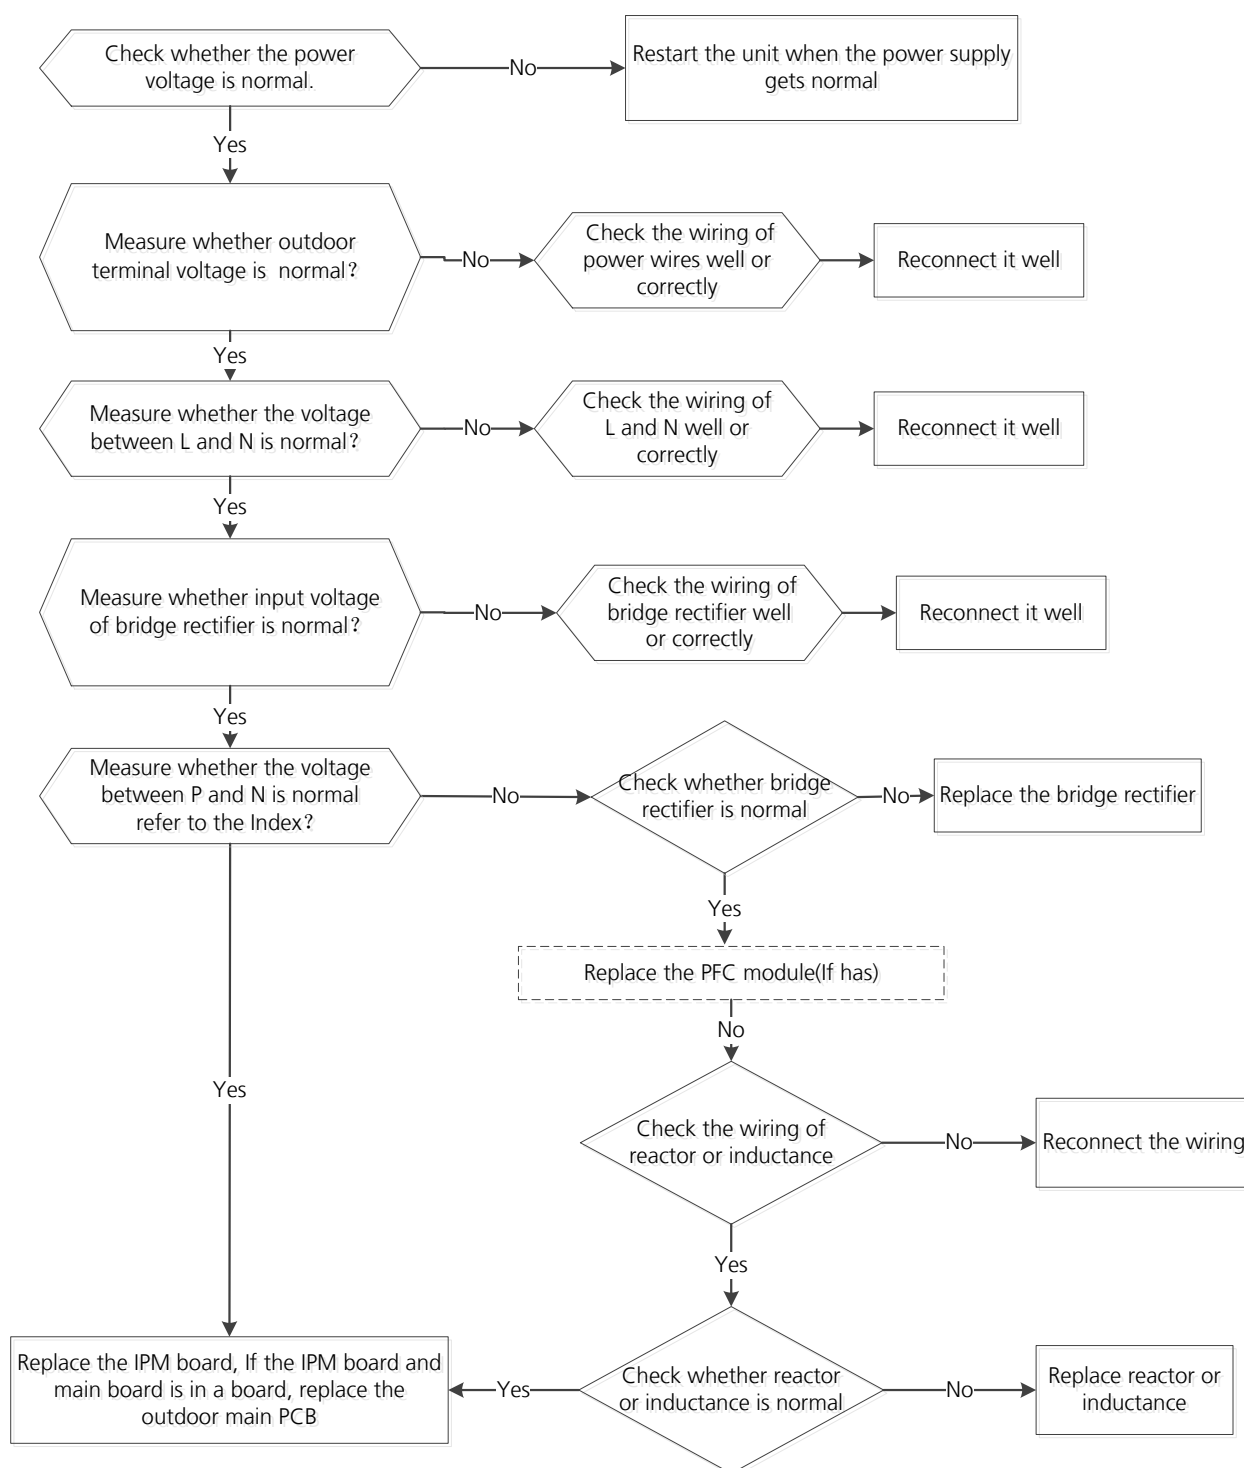 Check whether the power
voltage is normal.
No
Restart the unit when the power supply
gets normal
Yes
Measure whether outdoor
terminal voltage is  normal?
No
Check the wiring of
power wires well or
correctly
Reconnect it well
Yes
Measure whether the voltage
between L and N is normal?
No
Check the wiring of
L and N well or
correctly
Reconnect it well
Yes
Measure whether input voltage
of bridge rectifier is normal?
No
Check the wiring of
bridge rectifier well
or correctly
Reconnect it well
Yes
Measure whether the voltage
between P and N is normal
refer to the Index?
No
Check whether bridge
rectifier is normal
No
Replace the bridge rectifier
Yes
Replace the PFC module(If has)
No
Yes
Check the wiring of
reactor or inductance
No
Reconnect the wiring
Yes
Replace the IPM board, If the IPM board and
main board is in a board, replace the
outdoor main PCB
Yes
Check whether reactor
or inductance is normal
No
Replace reactor or
inductance